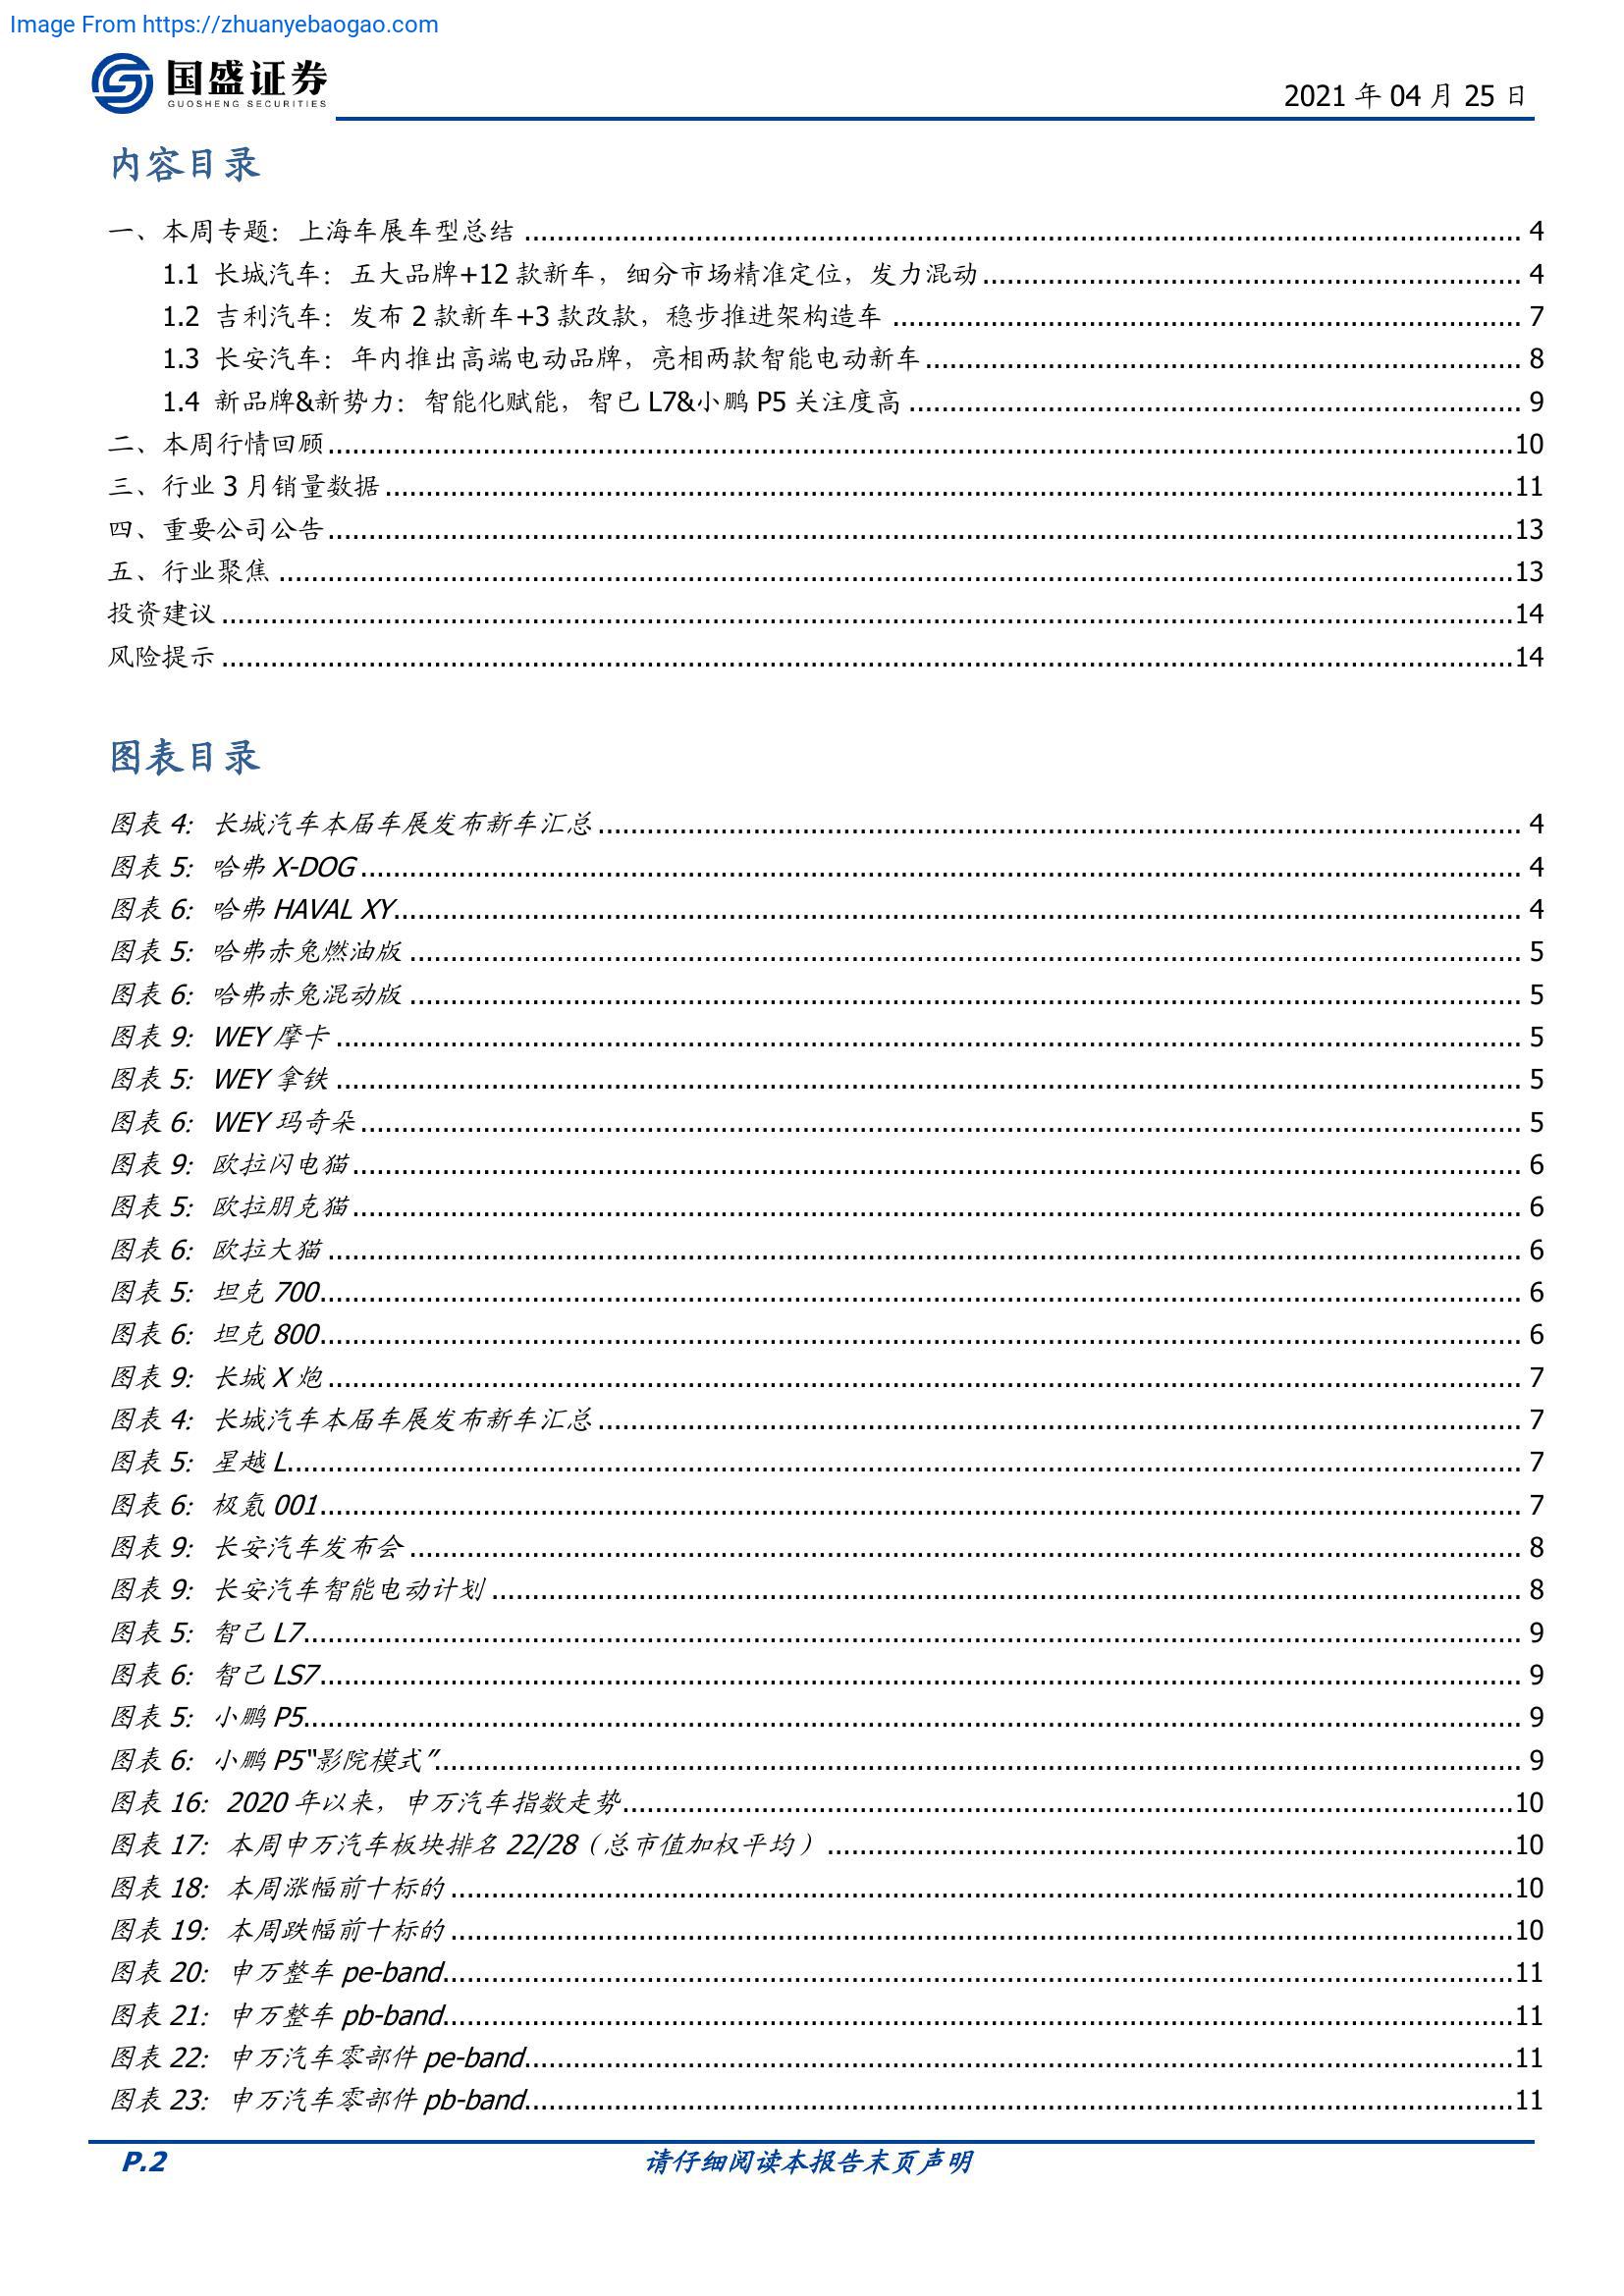 Image From https://zhuanyebaogao.com
国盛证券
GUOSHENG SECURITIES
2021 年 04 月 25 日
内容目录
一、本周专题：上海车展车型总结 4
1.1 长城汽车：五大品牌+12 款新车，细分市场精准定位，发力混动 4
1.2 吉利汽车：发布 2 款新车+3 款改款，稳步推进架构造车 7
1.3 长安汽车：年内推出高端电动品牌，亮相两款智能电动新车 8
1.4 新品牌&新势力：智能化赋能，智己 L7&小鹏 P5 关注度高 9
二、本周行情回顾 10
三、行业 3 月销量数据 11
四、重要公司公告 13
五、行业聚焦 13
投资建议 14
风险提示 14
图表目录
图表 4：长城汽车本届车展发布新车汇总 4
图表 5：哈弗 X-DOG 4
图表 6：哈弗 HAVAL XY 4
图表 5：哈弗赤兔燃油版 5
图表 6：哈弗赤兔混动版 5
图表 9：WEY 摩卡 5
图表 5：WEY 拿铁 5
图表 6：WEY 玛奇朵 5
图表 9：欧拉闪电猫 6
图表 5：欧拉朋克猫 6
图表 6：欧拉大猫 6
图表 5：坦克 700 6
图表 6：坦克 800 6
图表 9：长城 X 炮 7
图表 4：长城汽车本届车展发布新车汇总 7
图表 5：星越 L 7
图表 6：极氪 001 7
图表 9：长安汽车发布会 8
图表 9：长安汽车智能电动计划 8
图表 5：智己 L7 9
图表 6：智己 LS7 9
图表 5：小鹏 P5 9
图表 6：小鹏 P5“影院模式” 9
图表 16：2020 年以来，申万汽车指数走势 10
图表 17：本周申万汽车板块排名 22/28（总市值加权平均） 10
图表 18：本周涨幅前十标的 10
图表 19：本周跌幅前十标的 10
图表 20：申万整车 pe-band 11
图表 21：申万整车 pb-band 11
图表 22：申万汽车零部件 pe-band 11
图表 23：申万汽车零部件 pb-band 11
P.2 请仔细阅读本报告末页声明